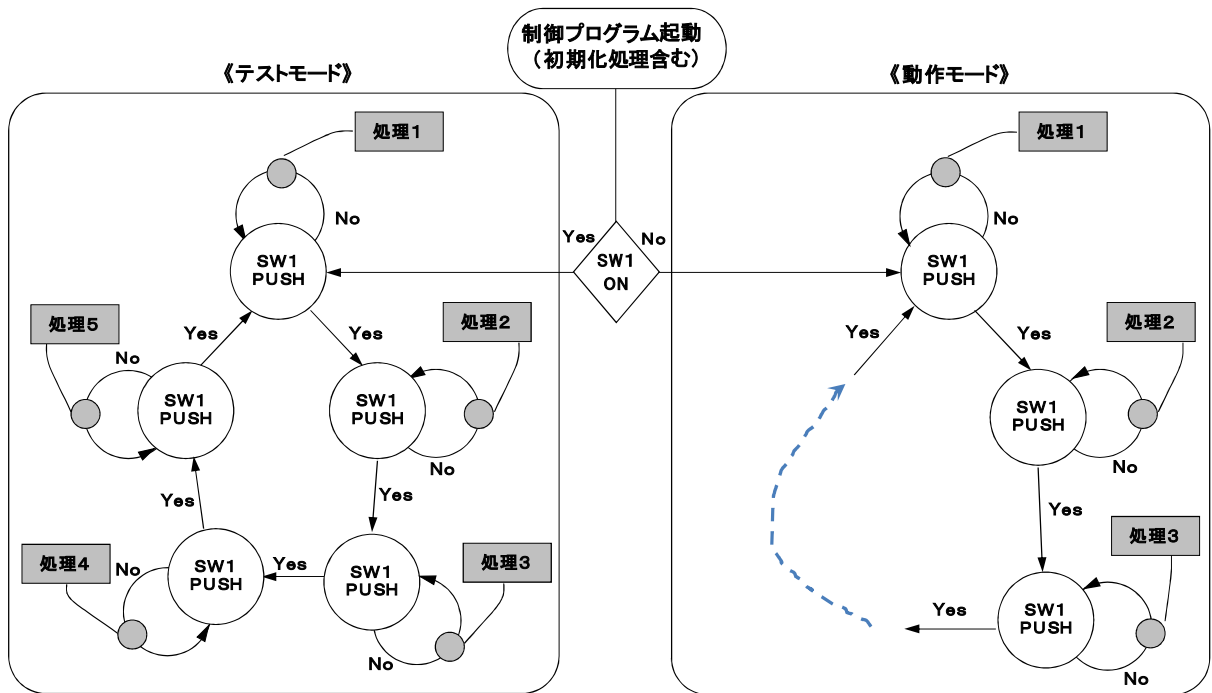 制御プログラム起動
（初期化処理含む）
《テストモード》
処理1
No
SW1
PUSH
Yes
処理2
SW1
PUSH
No
Yes
処理3
SW1
PUSH
No
Yes
処理4
No
SW1
PUSH
Yes
処理5
No
SW1
PUSH
Yes
Yes
No
SW1
ON
《動作モード》
処理1
No
SW1
PUSH
Yes
処理2
SW1
PUSH
No
Yes
処理3
SW1
PUSH
No
Yes
Yes